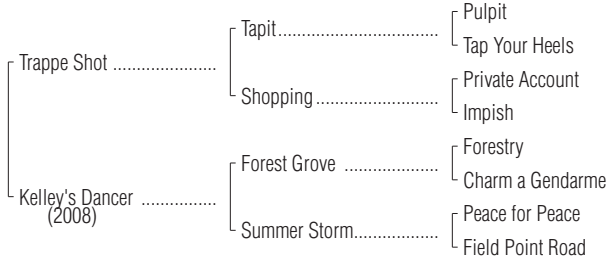 Pulpit
Tapit.......................................
Tap Your Heels
Trappe Shot .....................
Private Account
Shopping..............................
Impish
Forestry
Forest Grove .......................
Charm a Gendarme
Kelley's Dancer ..................
(2008)
Peace for Peace
Summer Storm....................
Field Point Road